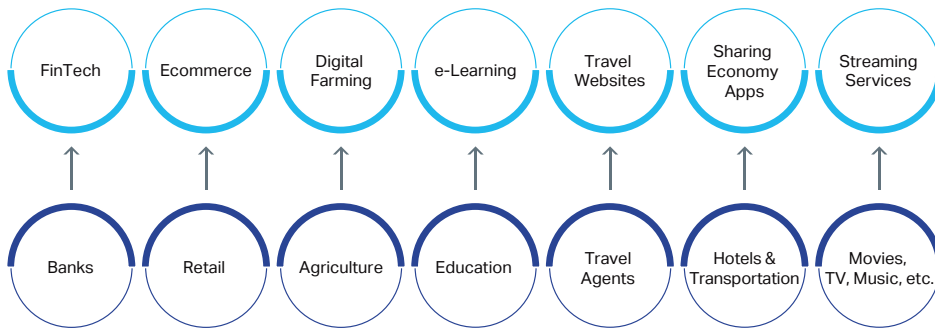 FinTech
Ecommerce
Digital
Farming
e-Learning
Travel
Websites
Sharing
Economy
Apps
Streaming
Services
Banks
Retail
Agriculture
Education
Travel
Agents
Hotels &
Transportation
Movies,
TV, Music, etc.